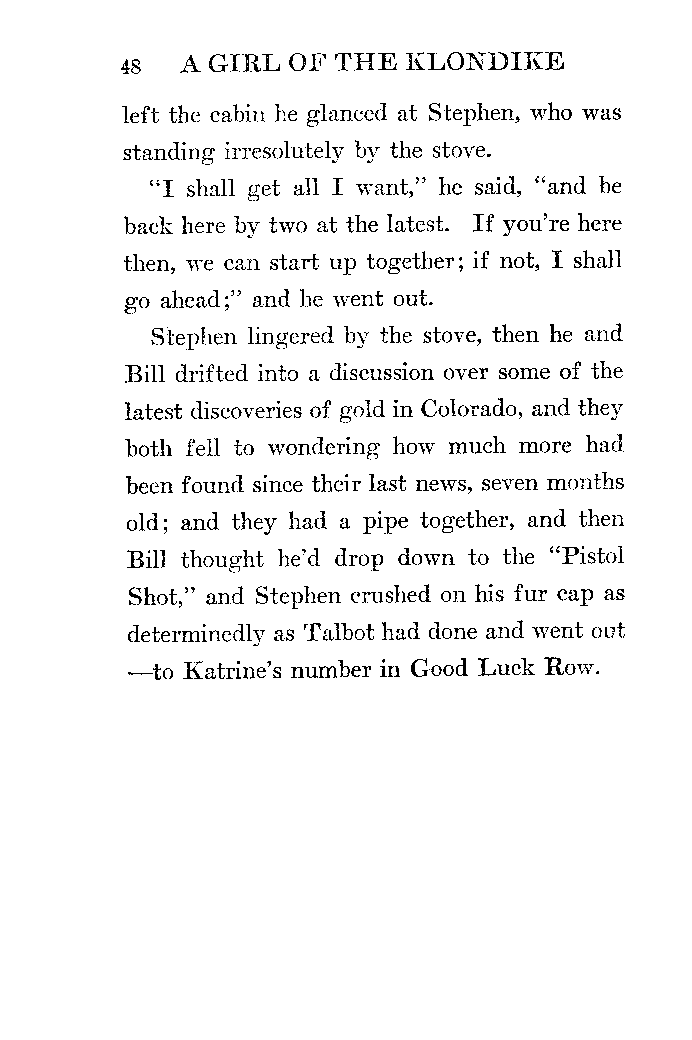 48 A GIRL OF THE KLONDIKE
left the cabin he glanced at Stephen, who was
standing irresolutely by the stove.
“I shall get all I want,” he said, “and be
back here by two at the latest. If you’re here
then, we can start up together; if not, I shall
go ahead;” and he went out.
Stephen lingered by the stove, then he and
Bill drifted into a discussion over some of the
latest discoveries of gold in Colorado, and they
both fell to wondering how much more had
been found since their last news, seven months
old; and they had a pipe together, and then
Bill thought he’d drop down to the “Pistol
Shot,” and Stephen crushed on his fur cap as
determinedly as Talbot had done and went out
—to Katrine’s number in Good Luck Row.